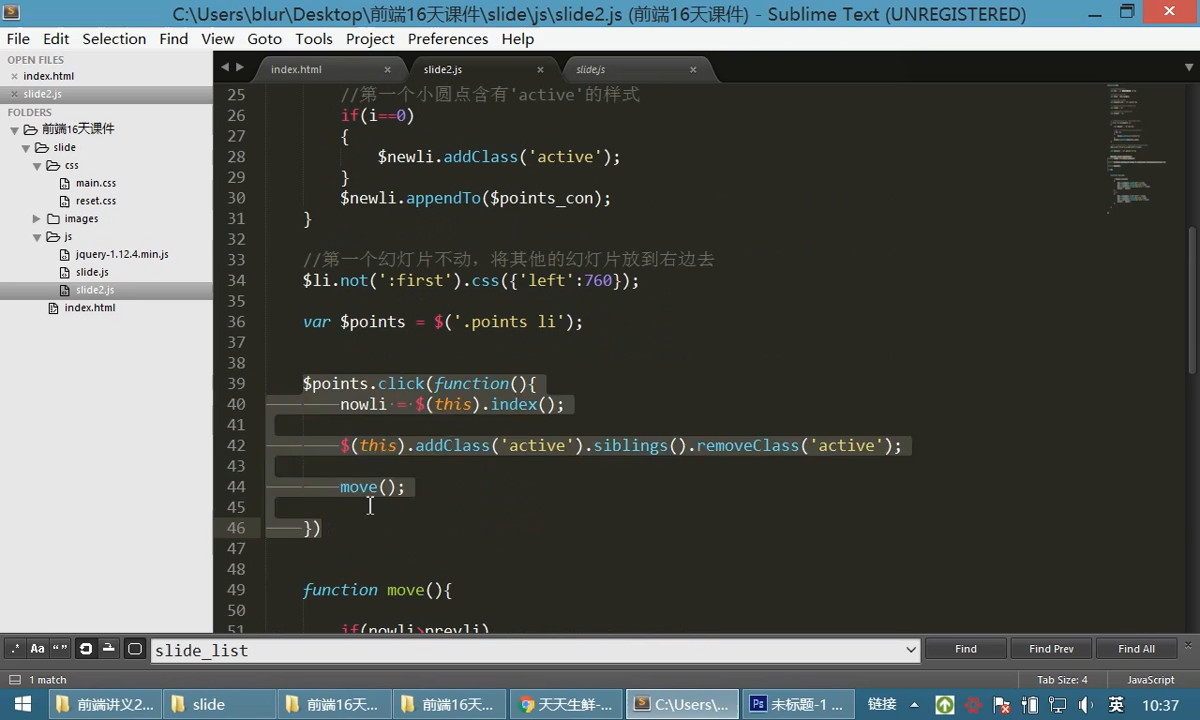 C:\Users\blur\Desktop\前端16天课件\slide\js\slide2.js (前端16天课件) - Sublime Text (UNREGISTERED)
File Edit Selection Find View Goto Tools Project Preferences Help
OPEN FILES
index.html
slide2.js
FOLDERS
前端16天课件
slide
css
main.css
reset.css
images
js
jquery-1.12.4.min.js
slide.js
slide2.js
index.html
index.html slide2.js slide.js
25 //第一个小圆点含有'active'的样式
26 if(i==0)
27 {
28 $newli.addClass('active');
29 }
30 $newli.appendTo($points_con);
31 }
32
33 //第一个幻灯片不动，将其他的幻灯片放到右边去
34 $li.not(':first').css({'left':760});
35
36 var $points = $('.points li');
37
38
39 $points.click(function(){
40 nowli = $(this).index();
41
42 $(this).addClass('active').siblings().removeClass('active');
43
44 move();
45
46 })
47
48
49 function move(){
50
51 if(nowli>prevli)
.* Aa “” slide_list Find Find Prev Find All
1 match Tab Size: 4 JavaScript
前端讲义2... slide 前端16天... 前端16天... 天天生鲜-... C:\Users\... Ps 未标题-1 ... 链接 英 10:37